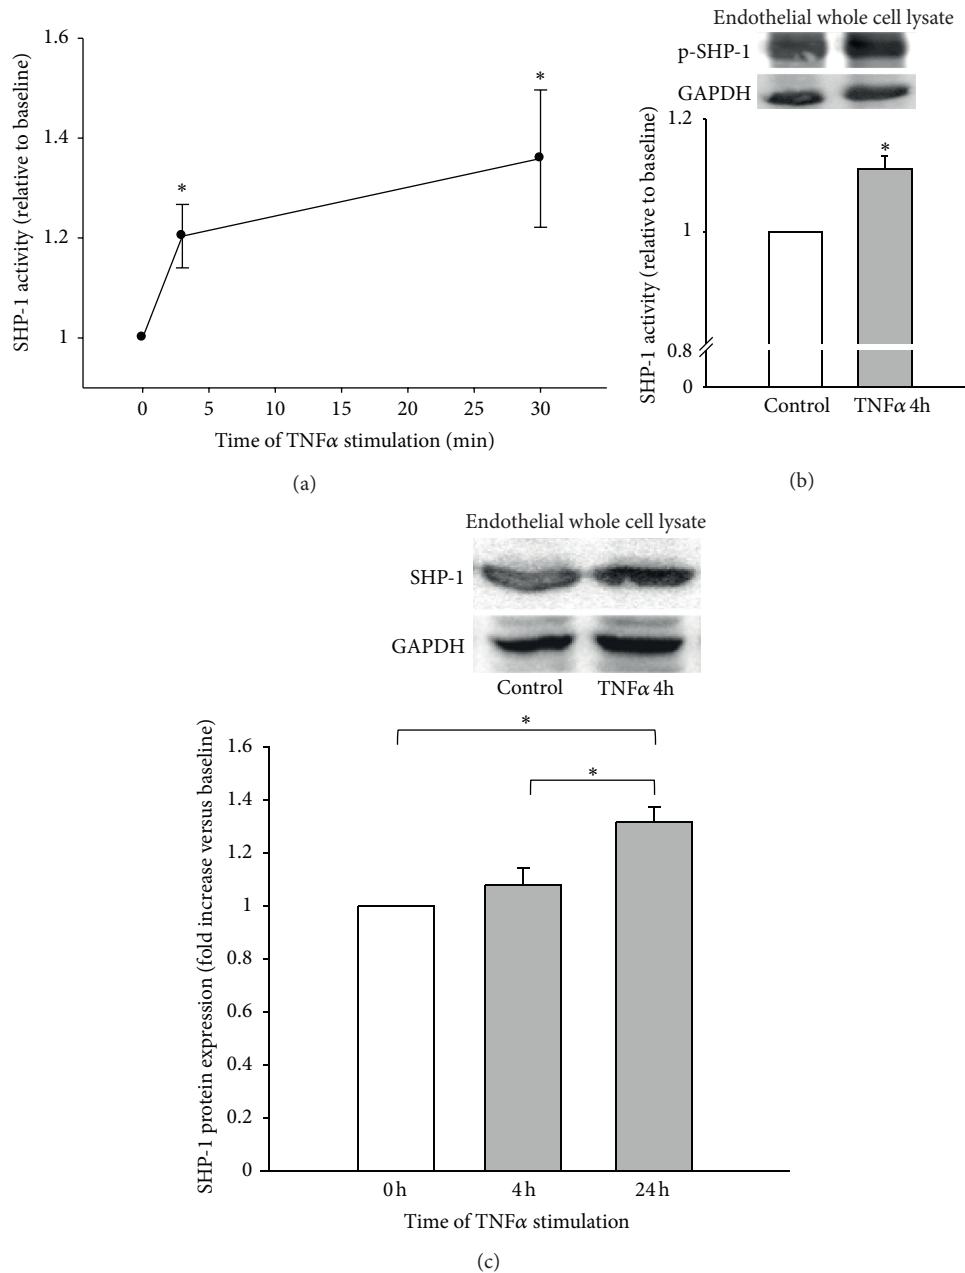 1.6
1.4
1.2
1
SHP-1 activity (relative to baseline)
*
*
0 5 10 15 20 25 30
Time of TNFα stimulation (min)
(a)
Endothelial whole cell lysate
p-SHP-1
GAPDH
1.2
1
0.8
0
SHP-1 activity (relative to baseline)
*
Control TNFα 4h
(b)
Endothelial whole cell lysate
SHP-1
GAPDH
Control TNFα 4h
*
*
1.6
1.4
1.2
1
0.8
0.6
0.4
0.2
0
SHP-1 protein expression (fold increase versus baseline)
0 h 4 h 24 h
Time of TNFα stimulation
(c)